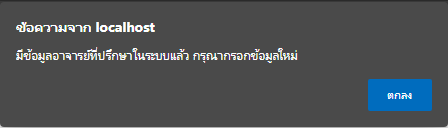 ข้อความจาก localhost
มีข้อมูลอาจารย์ที่ปรึกษาในระบบแล้ว กรุณากรอกข้อมูลใหม่
ตกลง